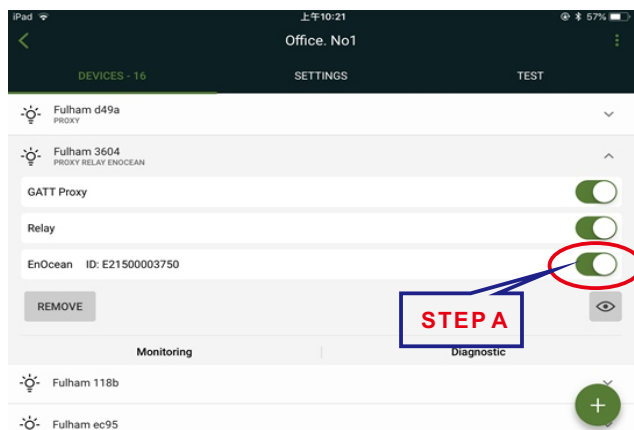 iPad 上午10:21 57%
Office. No1
DEVICES - 16 SETTINGS TEST
Fulham d49a
PROXY
Fulham 3604
PROXY RELAY ENOCEAN
GATT Proxy
Relay
EnOcean ID: E21500003750
REMOVE
STEP A
Monitoring Diagnostic
Fulham 118b
+
Fulham ec95